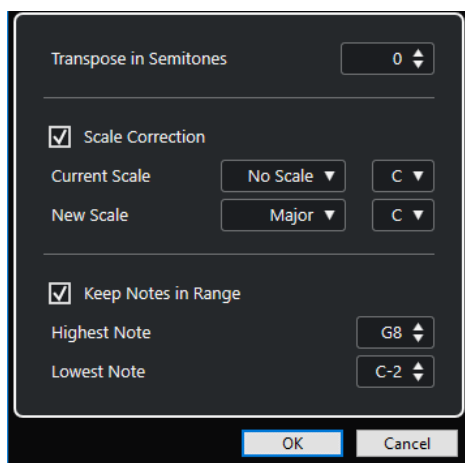 Transpose in Semitones 0
Scale Correction
Current Scale No Scale C
New Scale Major C
Keep Notes in Range
Highest Note G8
Lowest Note C-2
OK Cancel